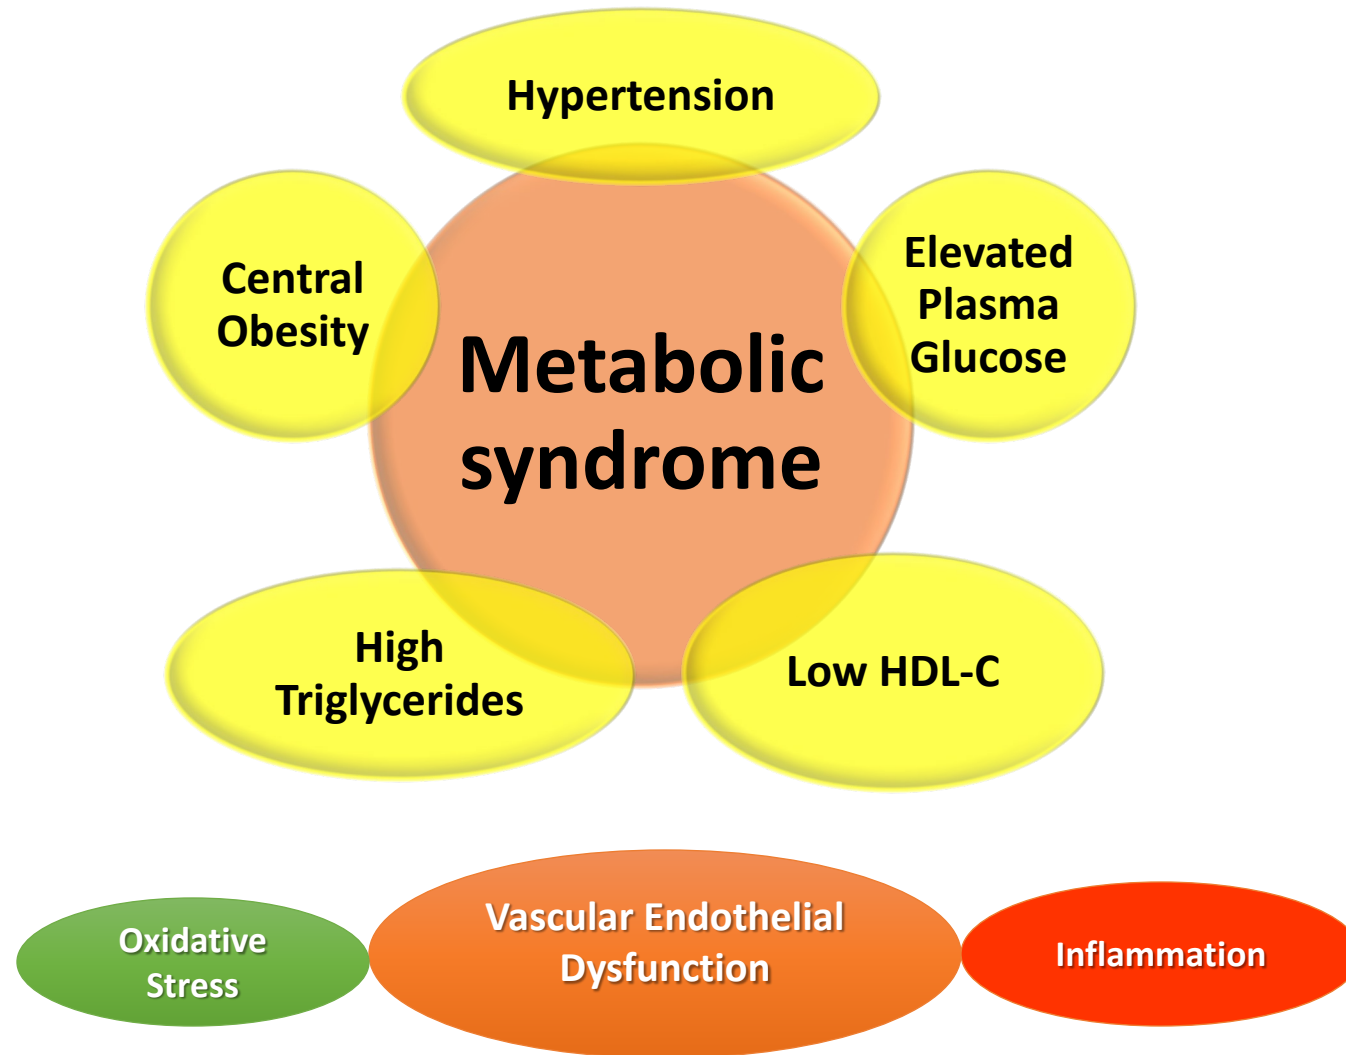 Hypertension
Central
Obesity
Elevated
Plasma
Glucose
Metabolic
syndrome
High
Triglycerides
Low HDL-C
Oxidative
Stress
Vascular Endothelial
Dysfunction
Inflammation